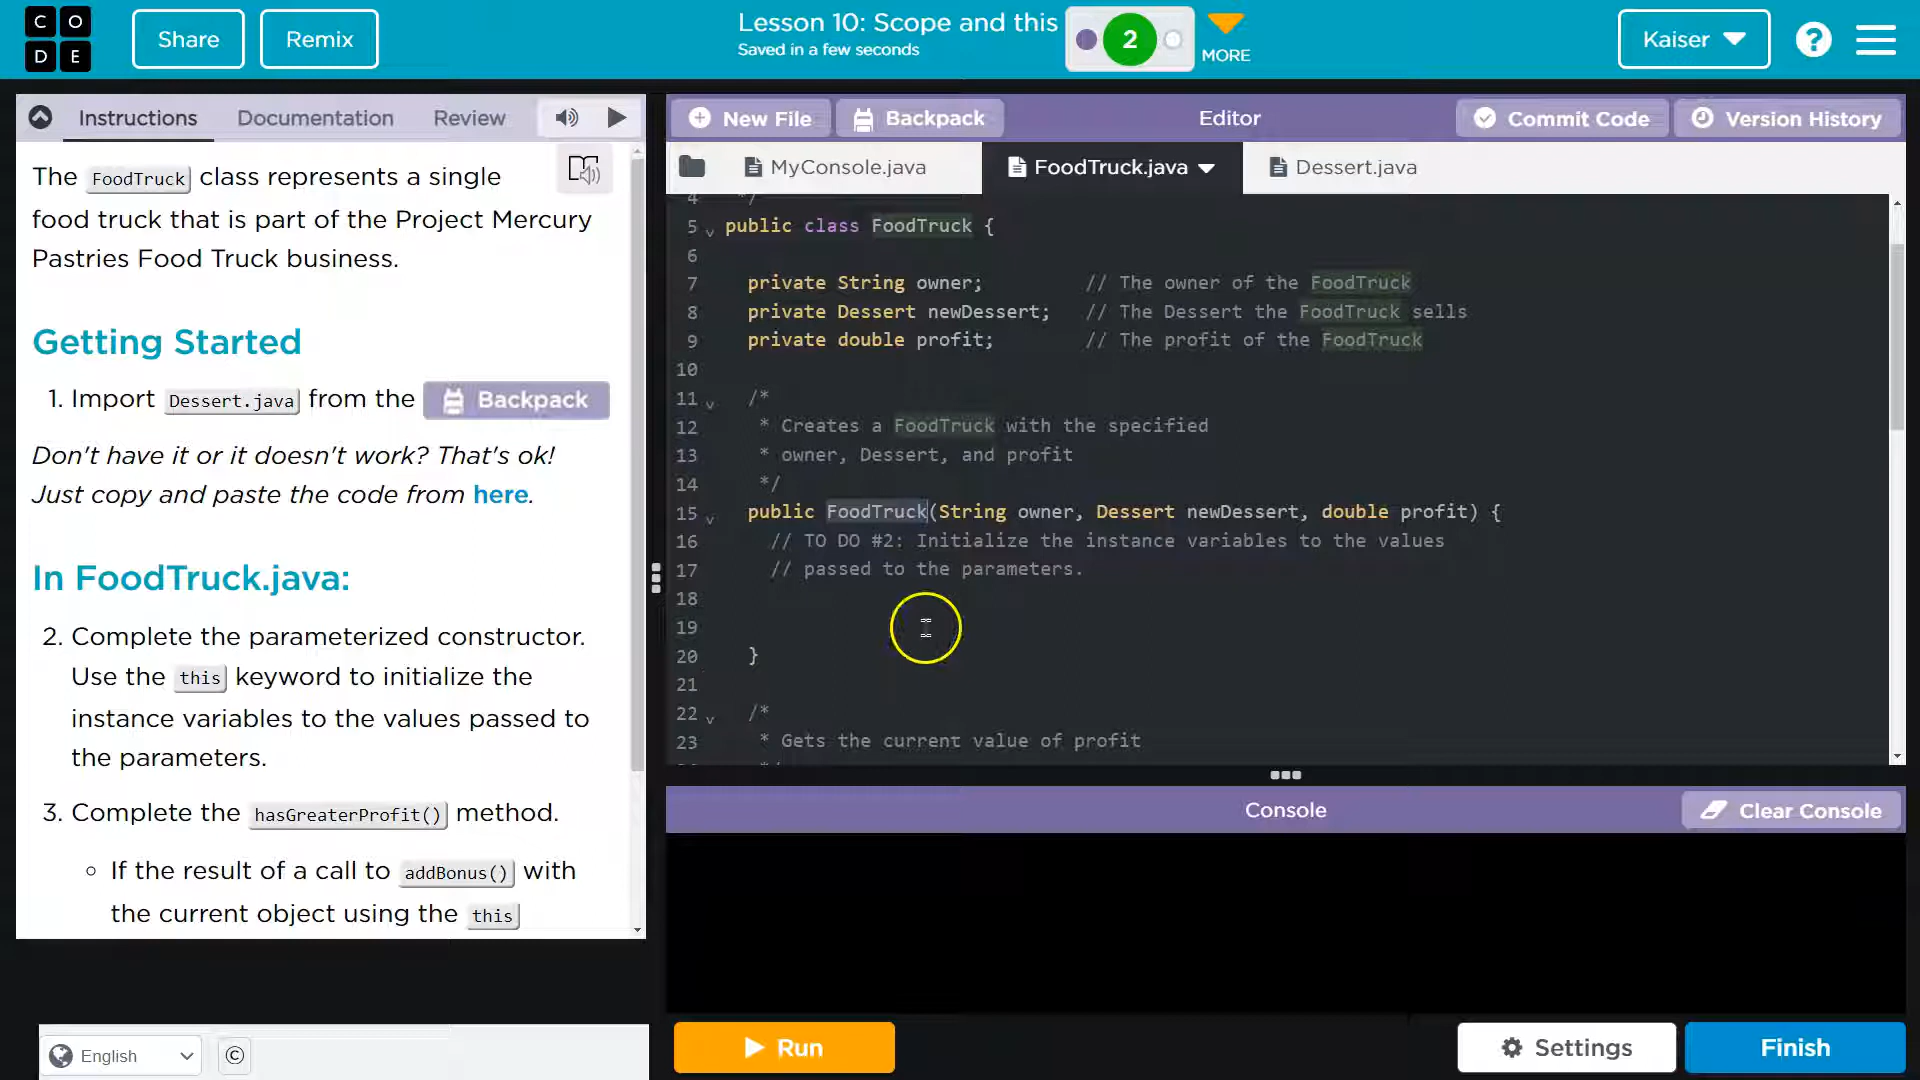 C O
D E
Share
Remix
Lesson 10: Scope and this
Saved in a few seconds
2
MORE
Kaiser
?
Instructions
Documentation
Review
The FoodTruck class represents a single
food truck that is part of the Project Mercury
Pastries Food Truck business.
Getting Started
1. Import Dessert.java from the Backpack
Don't have it or it doesn't work? That's ok!
Just copy and paste the code from here.
In FoodTruck.java:
2. Complete the parameterized constructor.
Use the this keyword to initialize the
instance variables to the values passed to
the parameters.
3. Complete the hasGreaterProfit() method.
If the result of a call to addBonus() with
the current object using the this
English
©
New File
Backpack
Editor
Commit Code
Version History
MyConsole.java
FoodTruck.java
Dessert.java
4 */
5 public class FoodTruck {
6
7 private String owner; // The owner of the FoodTruck
8 private Dessert newDessert; // The Dessert the FoodTruck sells
9 private double profit; // The profit of the FoodTruck
10
11 /*
12 * Creates a FoodTruck with the specified
13 * owner, Dessert, and profit
14 */
15 public FoodTruck(String owner, Dessert newDessert, double profit) {
16 // TO DO #2: Initialize the instance variables to the values
17 // passed to the parameters.
18
19
20 }
21
22 /*
23 * Gets the current value of profit
Console
Clear Console
Run
Settings
Finish